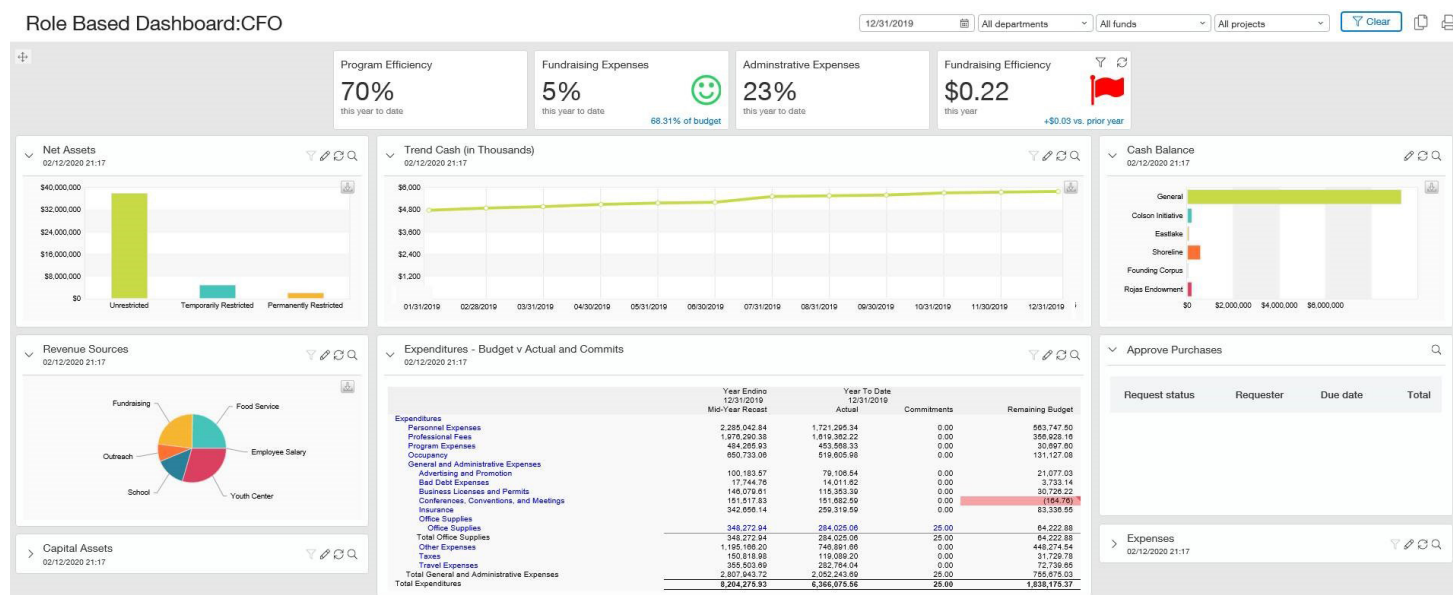 Role Based Dashboard:CFO
12/31/2019
All departments
All funds
All projects
Clear
Program Efficiency
70%
this year to date
Fundraising Expenses
5%
this year to date
68.31% of budget
Adminstrative Expenses
23%
this year to date
Fundraising Efficiency
$0.22
this year
+$0.03 vs. prior year
Net Assets
02/12/2020 21:17
$40,000,000
$32,000,000
$24,000,000
$16,000,000
$8,000,000
$0
Unrestricted Temporarily Restricted Permanently Restricted
Trend Cash (in Thousands)
02/12/2020 21:17
$6,000
$4,800
$3,600
$2,400
$1,200
01/31/2019 02/28/2019 03/31/2019 04/30/2019 05/31/2019 06/30/2019 07/31/2019 08/31/2019 09/30/2019 10/31/2019 11/30/2019 12/31/2019
Cash Balance
02/12/2020 21:17
General
Colson Initiative
Eastlake
Shoreline
Founding Corpus
Rojas Endowment
$0 $2,000,000 $4,000,000 $6,000,000
Revenue Sources
02/12/2020 21:17
Fundraising
Food Service
Outreach
Employee Salary
School
Youth Center
Expenditures - Budget v Actual and Commits
02/12/2020 21:17
Year Ending Year To Date
12/31/2019 12/31/2019
Mid-Year Recast Actual Commitments Remaining Budget
Expenditures
Personnel Expenses 2,285,042.84 1,721,295.34 0.00 563,747.50
Professional Fees 1,976,290.38 1,619,362.22 0.00 356,928.16
Program Expenses 484,265.93 453,568.33 0.00 30,697.60
Occupancy 650,733.06 519,605.98 0.00 131,127.08
General and Administrative Expenses
Advertising and Promotion 100,183.57 79,106.54 0.00 21,077.03
Bad Debt Expenses 17,744.76 14,011.62 0.00 3,733.14
Business Licenses and Permits 146,079.61 115,353.39 0.00 30,726.22
Conferences, Conventions, and Meetings 151,517.83 151,682.59 0.00 (164.76)
Insurance 342,656.14 259,319.59 0.00 83,336.55
Office Supplies
Office Supplies 348,272.94 284,025.06 25.00 64,222.88
Total Office Supplies 348,272.94 284,025.06 25.00 64,222.88
Other Expenses 1,195,166.20 746,891.66 0.00 448,274.54
Taxes 150,818.98 119,089.20 0.00 31,729.78
Travel Expenses 355,503.69 282,764.04 0.00 72,739.65
Total General and Administrative Expenses 2,807,943.72 2,052,243.69 25.00 755,675.03
Total Expenditures 8,204,275.93 6,366,075.56 25.00 1,838,175.37
Approve Purchases
Request status Requester Due date Total
Capital Assets
02/12/2020 21:17
Expenses
02/12/2020 21:17